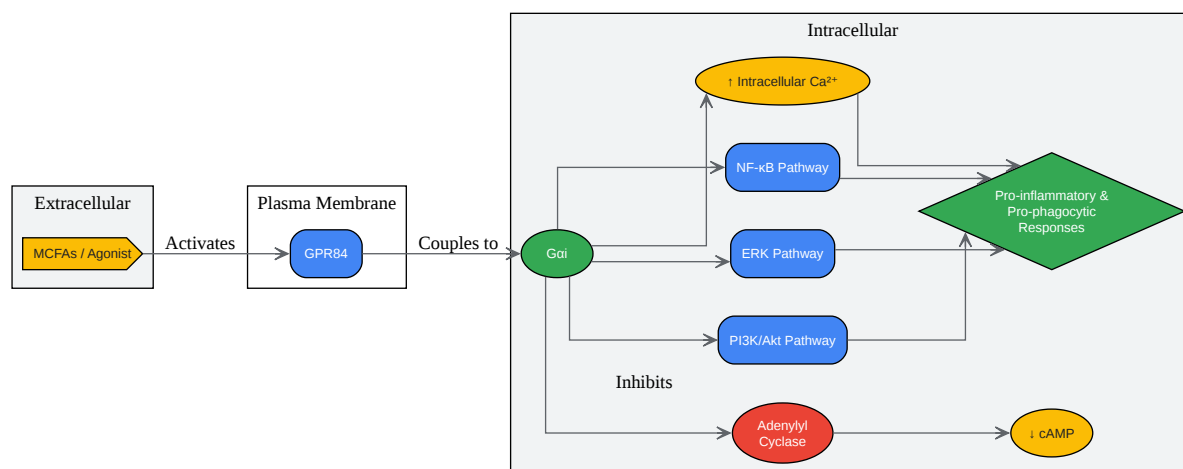 Intracellular
↑ Intracellular Ca²⁺
NF-κB Pathway
Extracellular
Plasma Membrane
Pro-inflammatory &
Pro-phagocytic
Responses
Activates
Couples to
MCFAs / Agonist
GPR84
Gαi
ERK Pathway
PI3K/Akt Pathway
Inhibits
Adenylyl
Cyclase
↓ cAMP